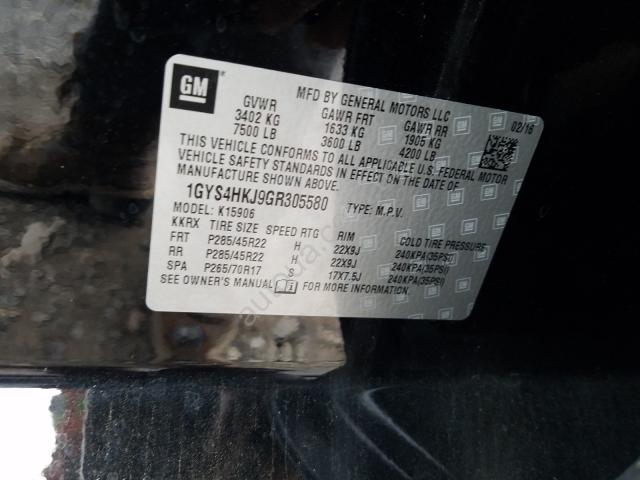 GM
MFD BY GENERAL MOTORS LLC
GVWR GAWR FRT GAWR RR
3402 KG 1633 KG 1905 KG 02/16
7500 LB 3600 LB 4200 LB
THIS VEHICLE CONFORMS TO ALL APPLICABLE U.S. FEDERAL MOTOR
VEHICLE SAFETY STANDARDS IN EFFECT ON THE DATE OF
MANUFACTURE SHOWN ABOVE.
1GYS4HKJ9GR305580 TYPE: M.P.V.
MODEL: K15906
KKRX TIRE SIZE SPEED RTG RIM COLD TIRE PRESSURE
FRT P285/45R22 H 22X9J 240KPA(35PSI)
RR P285/45R22 H 22X9J 240KPA(35PSI)
SPA P265/70R17 S 17X7.5J 240KPA(35PSI)
SEE OWNER'S MANUAL FOR MORE INFORMATION.